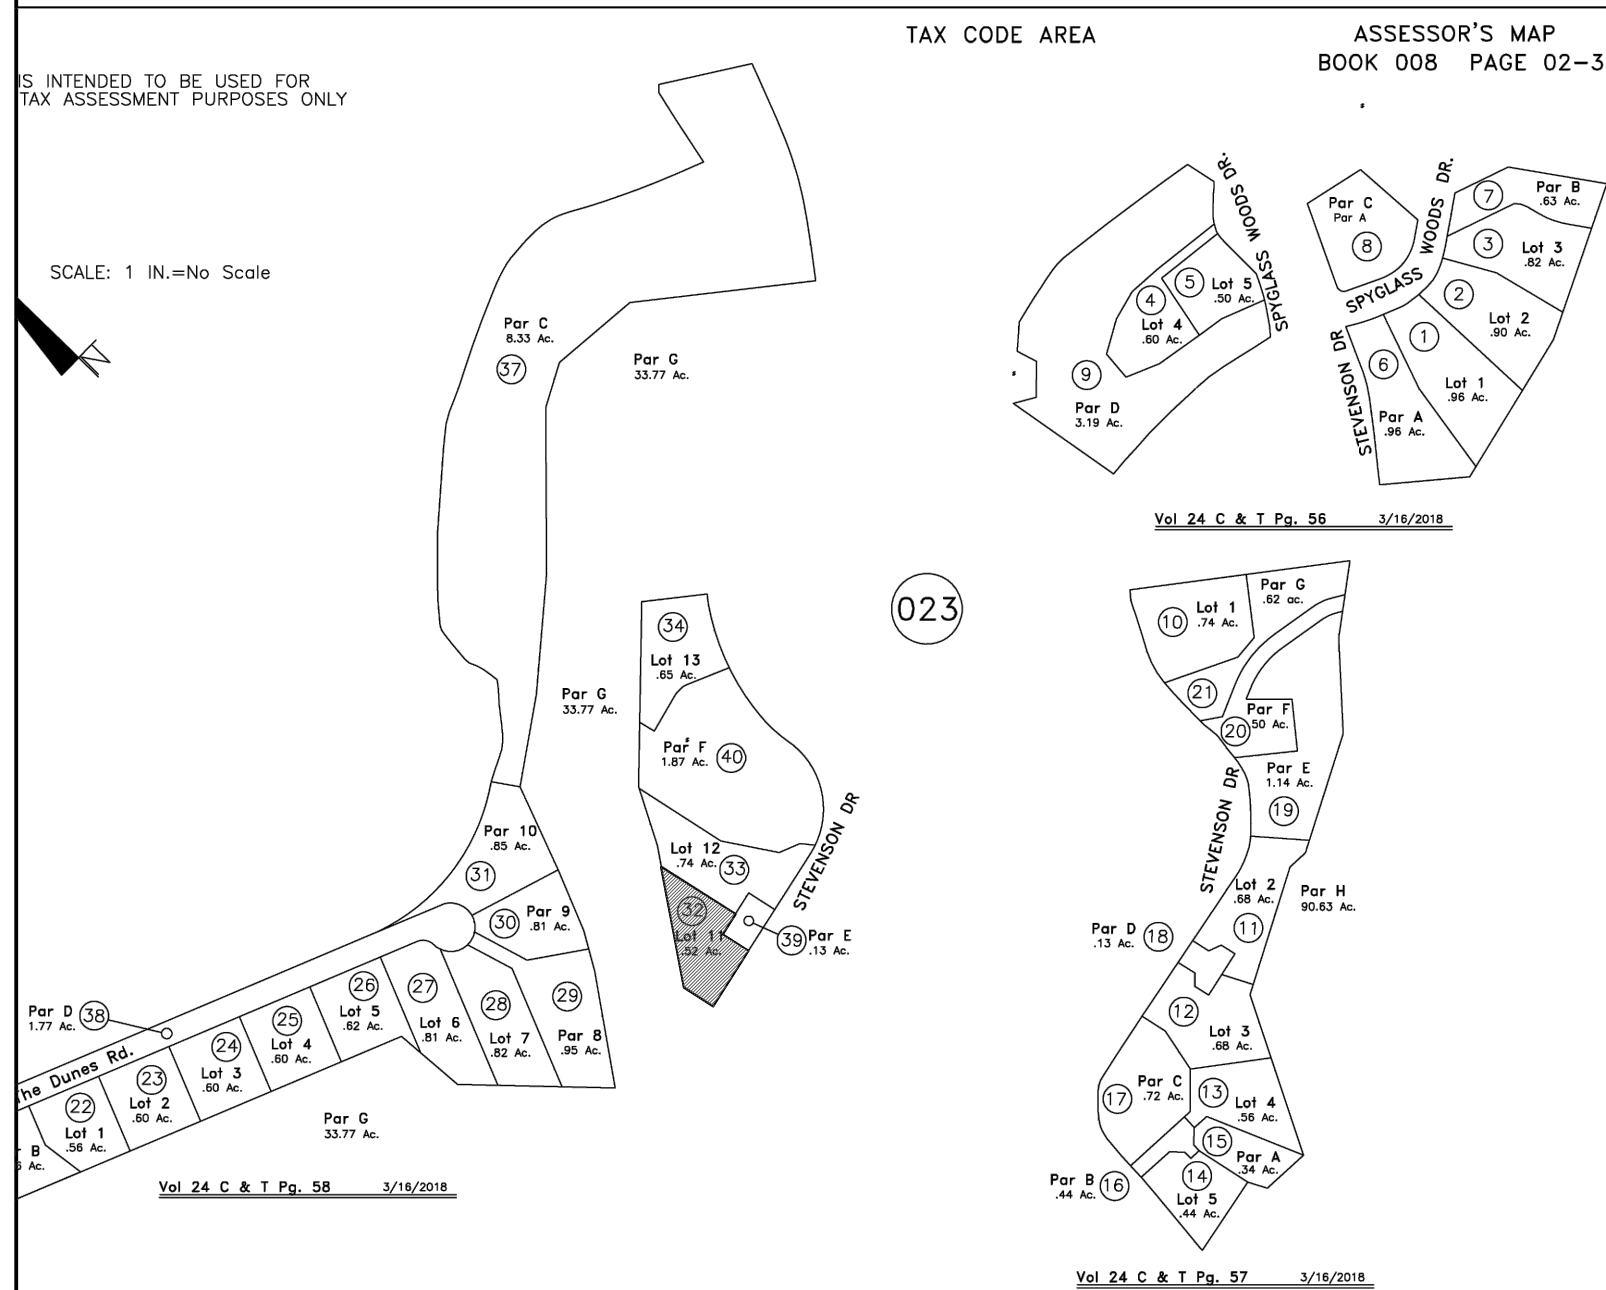 TAX CODE AREA
ASSESSOR'S MAP
BOOK 008 PAGE 02-3
IS INTENDED TO BE USED FOR
TAX ASSESSMENT PURPOSES ONLY
SCALE: 1 IN.=No Scale
Par C
8.33 Ac.
37
Par G
33.77 Ac.
SPYGLASS WOODS DR.
5
Lot 5
.50 Ac.
4
Lot 4
.60 Ac.
9
Par D
3.19 Ac.
Par C
Par A
8
SPYGLASS WOODS DR.
7
Par B
.63 Ac.
3
Lot 3
.82 Ac.
2
Lot 2
.90 Ac.
1
Lot 1
.96 Ac.
6
Par A
.96 Ac.
STEVENSON DR
Vol 24 C & T Pg. 56 3/16/2018
023
34
Lot 13
.65 Ac.
Par G
33.77 Ac.
Par F
1.87 Ac.
40
STEVENSON DR
Lot 12
.74 Ac.
33
32
Lot 11
.52 Ac.
39
Par E
.13 Ac.
Par 10
.85 Ac.
31
30
Par 9
.81 Ac.
29
Par 8
.95 Ac.
28
Lot 7
.82 Ac.
27
Lot 6
.81 Ac.
26
Lot 5
.62 Ac.
25
Lot 4
.60 Ac.
24
Lot 3
.60 Ac.
23
Lot 2
.60 Ac.
22
Lot 1
.56 Ac.
Par D
1.77 Ac.
38
The Dunes Rd.
B
Ac.
Par G
33.77 Ac.
Vol 24 C & T Pg. 58 3/16/2018
10
Lot 1
.74 Ac.
Par G
.62 ac.
21
20
Par F
.50 Ac.
Par E
1.14 Ac.
19
STEVENSON DR
Lot 2
.68 Ac.
11
Par H
90.63 Ac.
Par D
.13 Ac.
18
12
Lot 3
.68 Ac.
17
Par C
.72 Ac.
13
Lot 4
.56 Ac.
15
Par A
.34 Ac.
14
Lot 5
.44 Ac.
Par B
.44 Ac.
16
Vol 24 C & T Pg. 57 3/16/2018